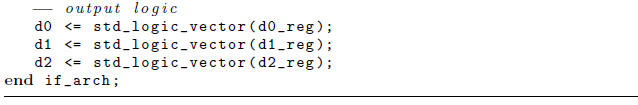 — output logic
d0 <= std_logic_vector(d0_reg);
d1 <= std_logic_vector(d1_reg);
d2 <= std_logic_vector(d2_reg);
end if_arch;